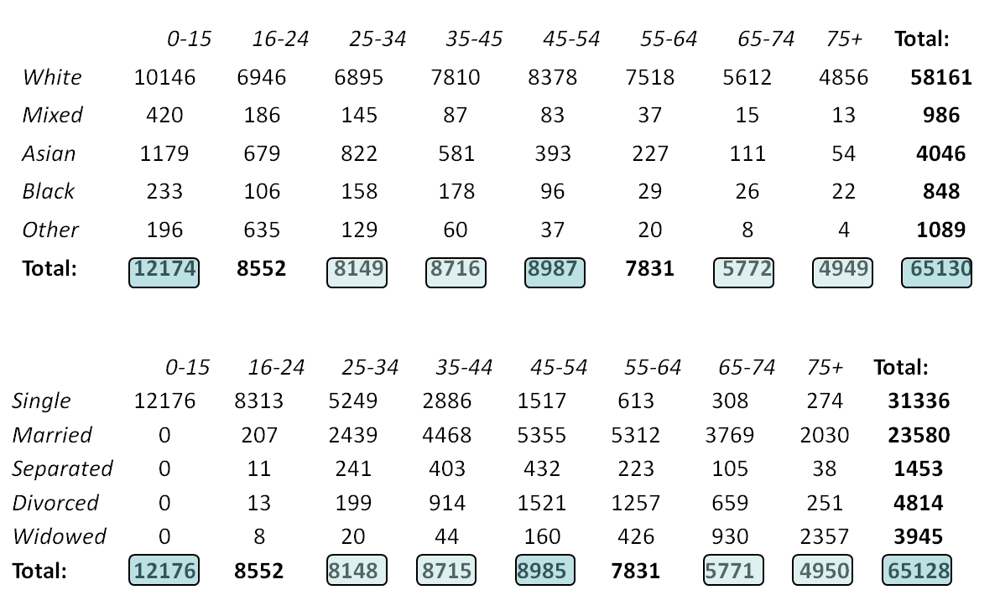 0-15 16-24 25-34 35-45 45-54 55-64 65-74 75+ Total:
White 10146 6946 6895 7810 8378 7518 5612 4856 58161
Mixed 420 186 145 87 83 37 15 13 986
Asian 1179 679 822 581 393 227 111 54 4046
Black 233 106 158 178 96 29 26 22 848
Other 196 635 129 60 37 20 8 4 1089
Total: 12174 8552 8149 8716 8987 7831 5772 4949 65130
0-15 16-24 25-34 35-44 45-54 55-64 65-74 75+ Total:
Single 12176 8313 5249 2886 1517 613 308 274 31336
Married 0 207 2439 4468 5355 5312 3769 2030 23580
Separated 0 11 241 403 432 223 105 38 1453
Divorced 0 13 199 914 1521 1257 659 251 4814
Widowed 0 8 20 44 160 426 930 2357 3945
Total: 12176 8552 8148 8715 8985 7831 5771 4950 65128